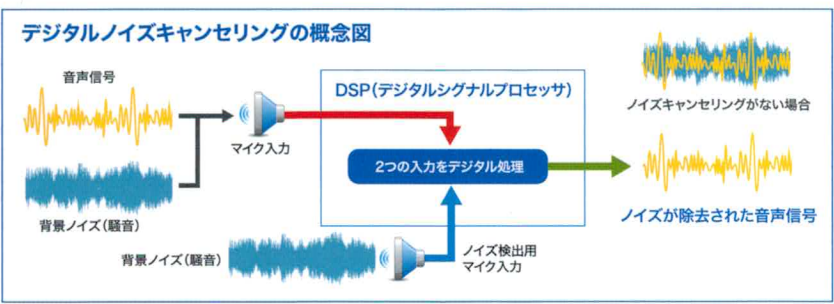 デジタルノイズキャンセリングの概念図
音声信号
背景ノイズ（騒音）
マイク入力
DSP（デジタルシグナルプロセッサ）
2つの入力をデジタル処理
背景ノイズ（騒音）
ノイズ検出用
マイク入力
ノイズキャンセリングがない場合
ノイズが除去された音声信号